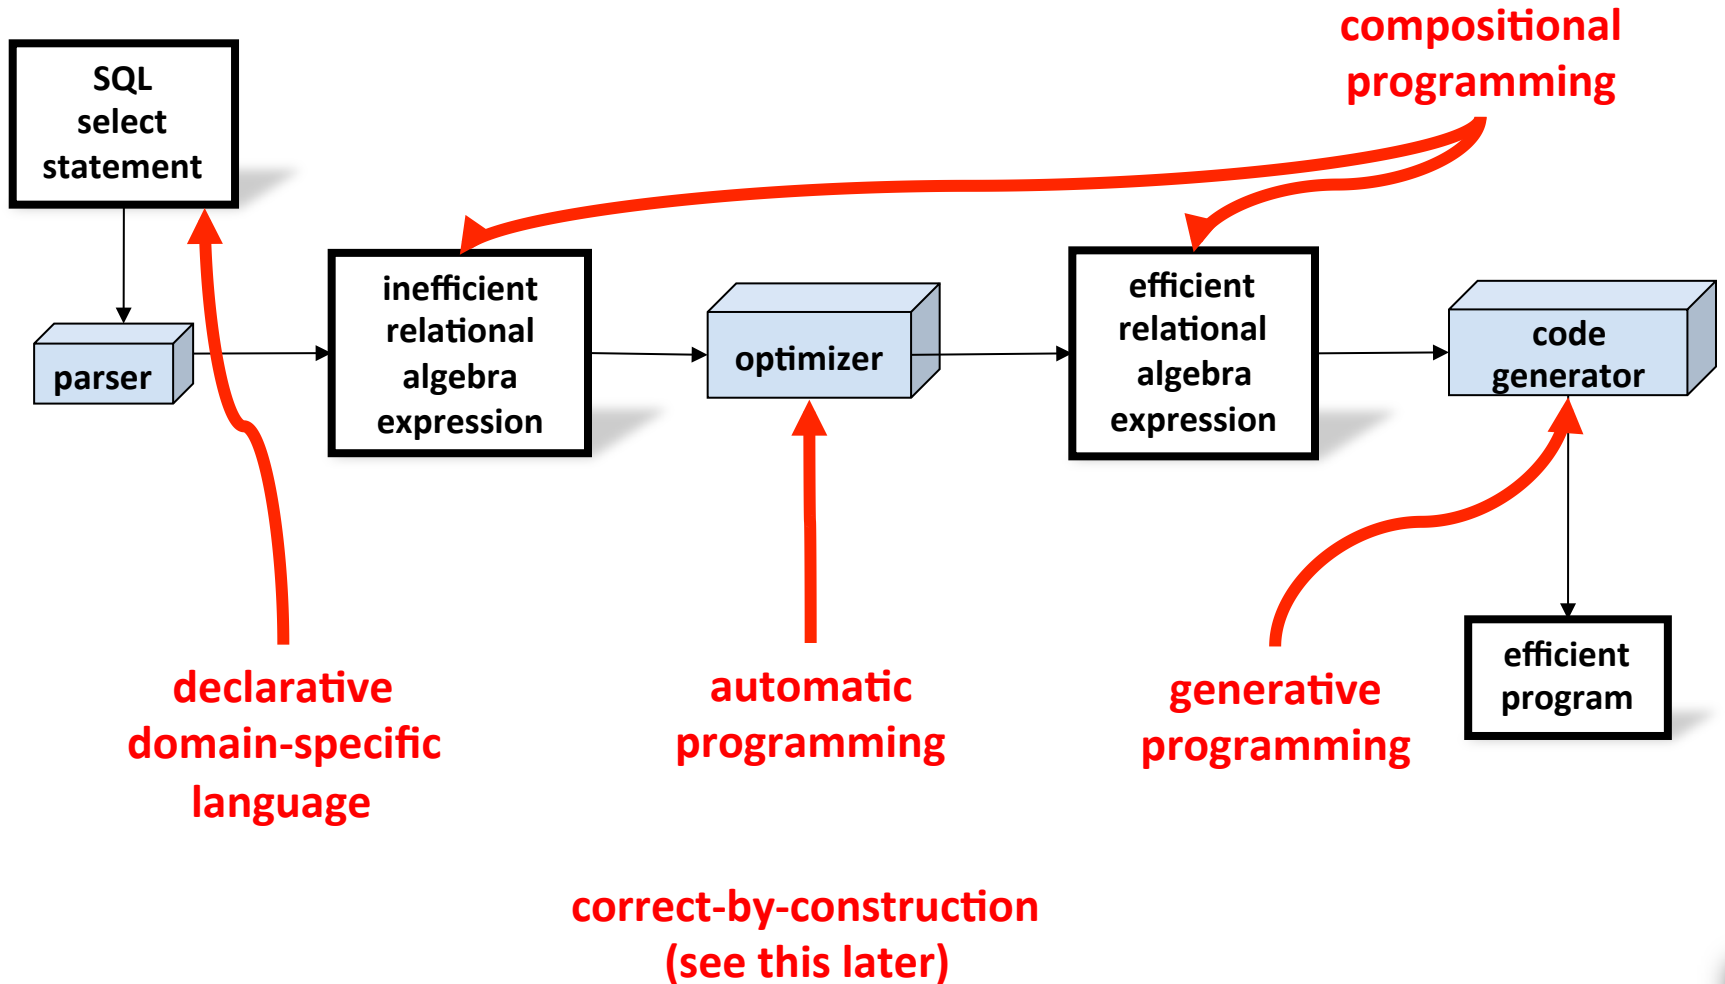 compositional
programming
SQL
select
statement
parser
inefficient
relational
algebra
expression
optimizer
efficient
relational
algebra
expression
code
generator
efficient
program
declarative
domain-specific
language
automatic
programming
generative
programming
correct-by-construction
(see this later)